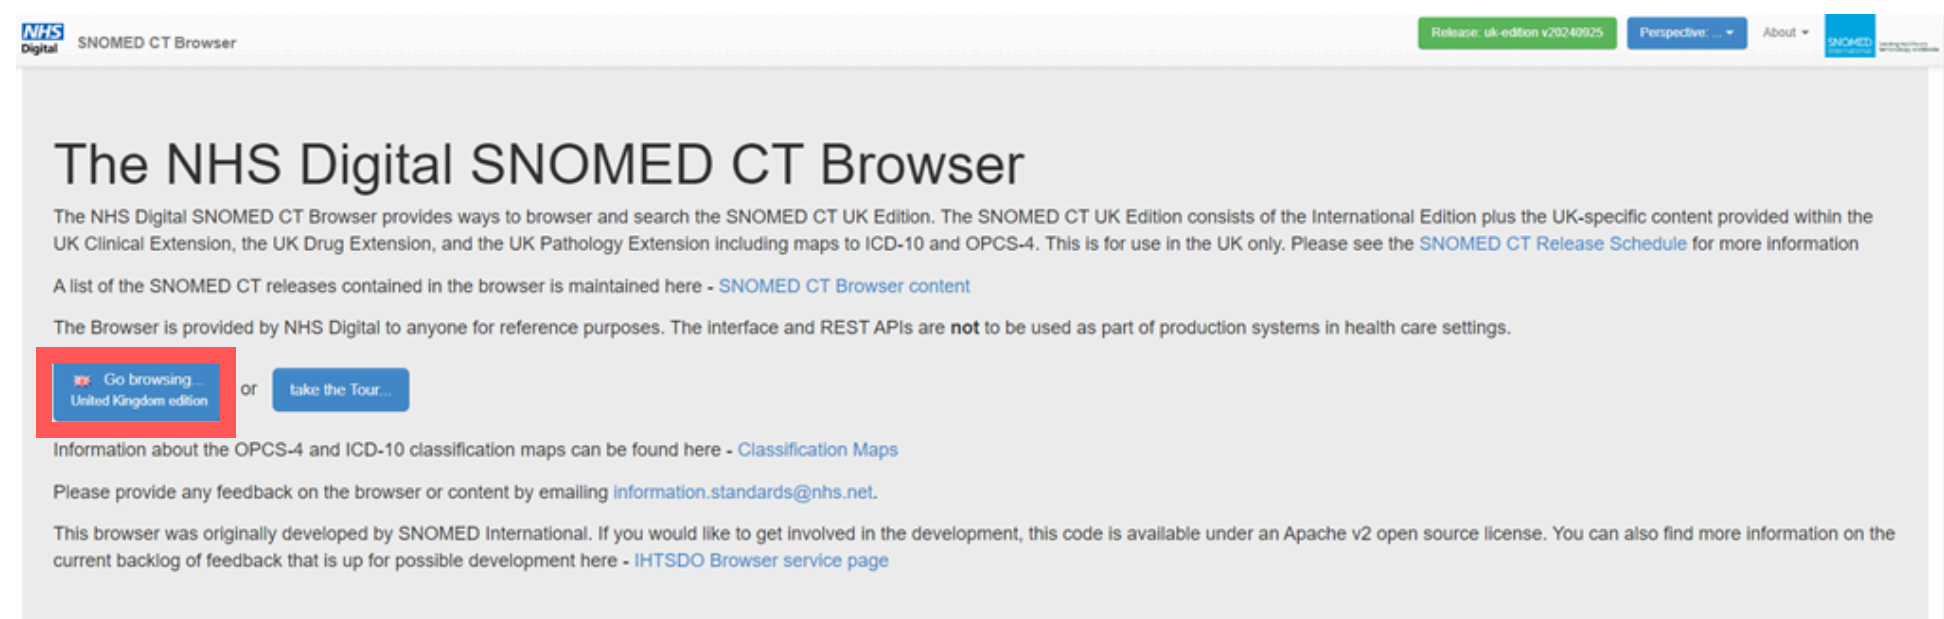 NHS
Digital
SNOMED CT Browser
Release: uk-edition v20240925
Perspective: ...
About
SNOMED
International
Leading healthcare
terminology, worldwide
The NHS Digital SNOMED CT Browser
The NHS Digital SNOMED CT Browser provides ways to browser and search the SNOMED CT UK Edition. The SNOMED CT UK Edition consists of the International Edition plus the UK-specific content provided within the
UK Clinical Extension, the UK Drug Extension, and the UK Pathology Extension including maps to ICD-10 and OPCS-4. This is for use in the UK only. Please see the SNOMED CT Release Schedule for more information
A list of the SNOMED CT releases contained in the browser is maintained here - SNOMED CT Browser content
The Browser is provided by NHS Digital to anyone for reference purposes. The interface and REST APIs are not to be used as part of production systems in health care settings.
Go browsing...
United Kingdom edition
or
take the Tour...
Information about the OPCS-4 and ICD-10 classification maps can be found here - Classification Maps
Please provide any feedback on the browser or content by emailing information.standards@nhs.net.
This browser was originally developed by SNOMED International. If you would like to get involved in the development, this code is available under an Apache v2 open source license. You can also find more information on the
current backlog of feedback that is up for possible development here - IHTSDO Browser service page